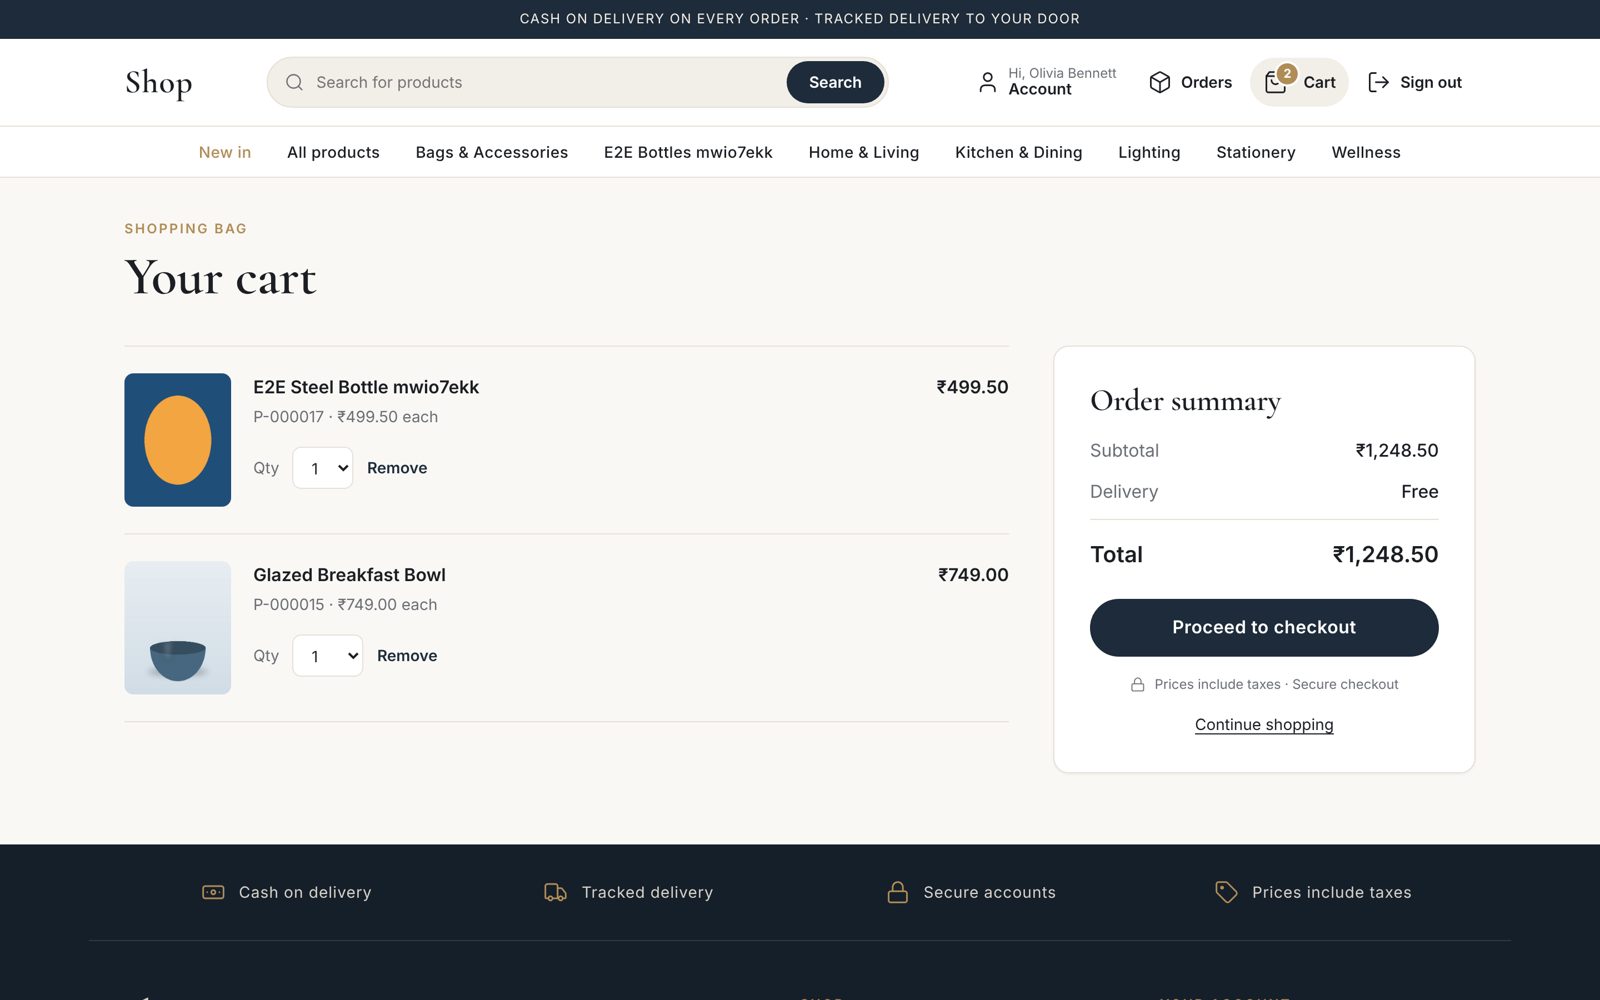 CASH ON DELIVERY ON EVERY ORDER · TRACKED DELIVERY TO YOUR DOOR
Shop
Search for products
Search
Hi, Olivia Bennett
Account
Orders
2
Cart
Sign out
New in
All products
Bags & Accessories
E2E Bottles mwio7ekk
Home & Living
Kitchen & Dining
Lighting
Stationery
Wellness
SHOPPING BAG
Your cart
E2E Steel Bottle mwio7ekk
₹499.50
P-000017 · ₹499.50 each
Qty 1 Remove
Glazed Breakfast Bowl
₹749.00
P-000015 · ₹749.00 each
Qty 1 Remove
Order summary
Subtotal ₹1,248.50
Delivery Free
Total ₹1,248.50
Proceed to checkout
Prices include taxes · Secure checkout
Continue shopping
Cash on delivery
Tracked delivery
Secure accounts
Prices include taxes